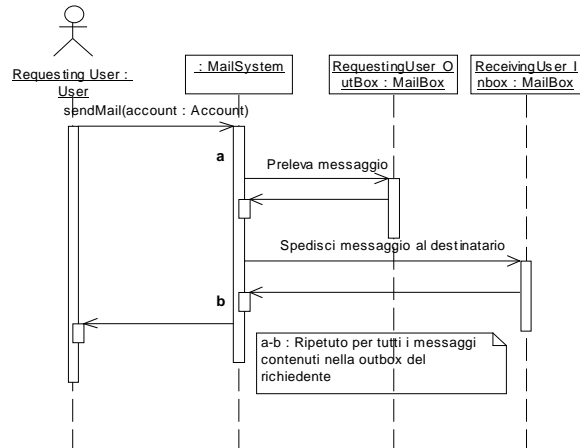 Requesting User :
User
: MailSystem
RequestingUser_O
utBox : MailBox
ReceivingUser_I
nbox : MailBox
sendMail(account : Account)
a
Preleva messaggio
Spedisci messaggio al destinatario
b
a-b : Ripetuto per tutti i messaggi
contenuti nella outbox del
richiedente